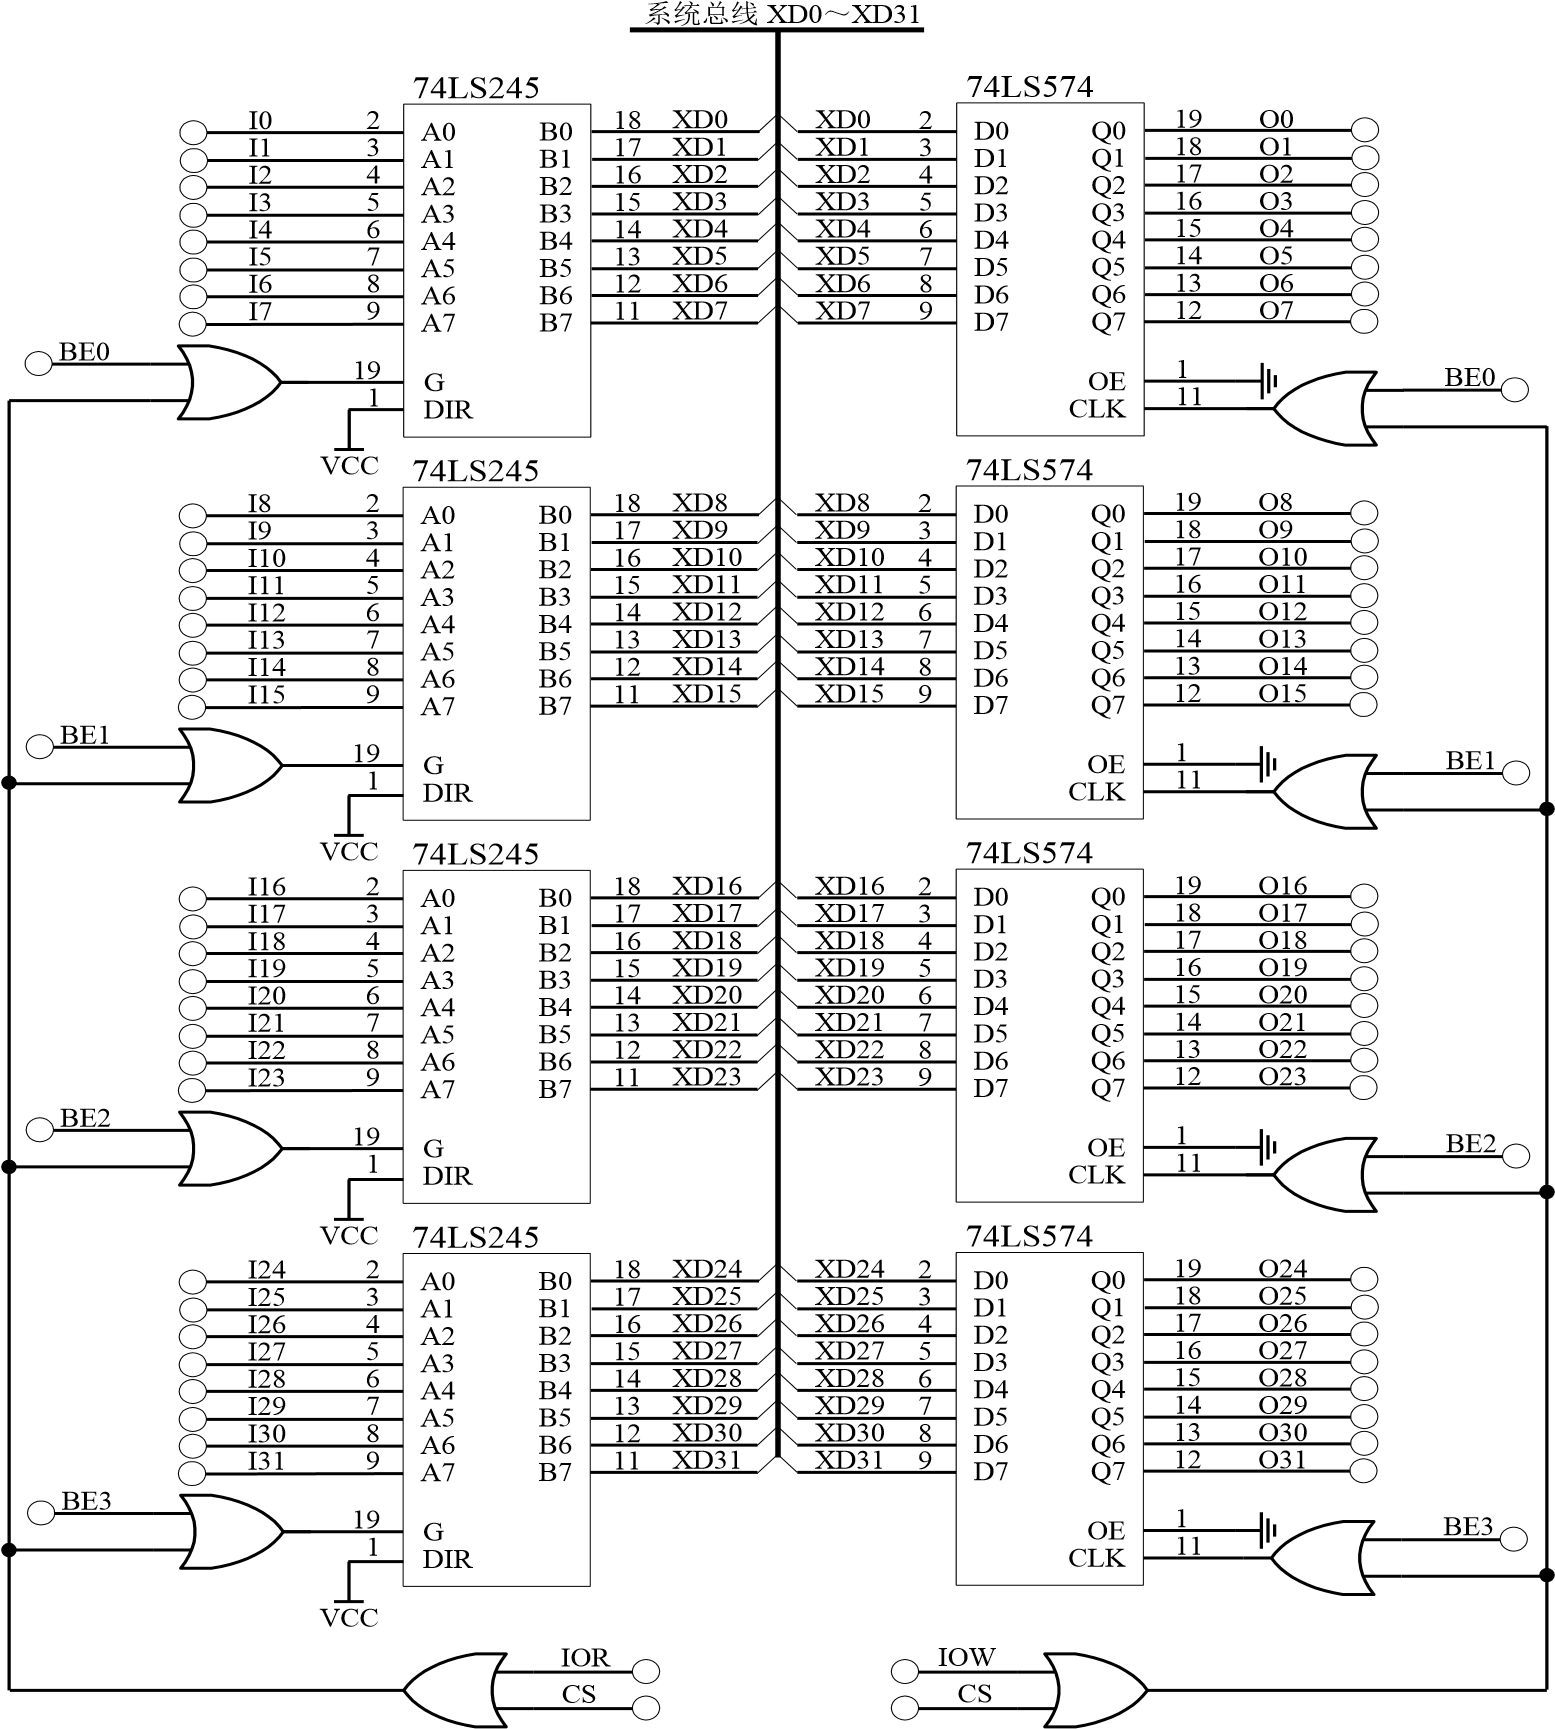 系统总线 XD0～XD31
74LS245 74LS574
I0 2 A0 B0 18 XD0 XD0 2 D0 Q0 19 O0
I1 3 A1 B1 17 XD1 XD1 3 D1 Q1 18 O1
I2 4 A2 B2 16 XD2 XD2 4 D2 Q2 17 O2
I3 5 A3 B3 15 XD3 XD3 5 D3 Q3 16 O3
I4 6 A4 B4 14 XD4 XD4 6 D4 Q4 15 O4
I5 7 A5 B5 13 XD5 XD5 7 D5 Q5 14 O5
I6 8 A6 B6 12 XD6 XD6 8 D6 Q6 13 O6
I7 9 A7 B7 11 XD7 XD7 9 D7 Q7 12 O7
BE0 19 G OE 1 BE0
1 DIR CLK 11
VCC
74LS245 74LS574
I8 2 A0 B0 18 XD8 XD8 2 D0 Q0 19 O8
I9 3 A1 B1 17 XD9 XD9 3 D1 Q1 18 O9
I10 4 A2 B2 16 XD10 XD10 4 D2 Q2 17 O10
I11 5 A3 B3 15 XD11 XD11 5 D3 Q3 16 O11
I12 6 A4 B4 14 XD12 XD12 6 D4 Q4 15 O12
I13 7 A5 B5 13 XD13 XD13 7 D5 Q5 14 O13
I14 8 A6 B6 12 XD14 XD14 8 D6 Q6 13 O14
I15 9 A7 B7 11 XD15 XD15 9 D7 Q7 12 O15
BE1 19 G OE 1 BE1
1 DIR CLK 11
VCC
74LS245 74LS574
I16 2 A0 B0 18 XD16 XD16 2 D0 Q0 19 O16
I17 3 A1 B1 17 XD17 XD17 3 D1 Q1 18 O17
I18 4 A2 B2 16 XD18 XD18 4 D2 Q2 17 O18
I19 5 A3 B3 15 XD19 XD19 5 D3 Q3 16 O19
I20 6 A4 B4 14 XD20 XD20 6 D4 Q4 15 O20
I21 7 A5 B5 13 XD21 XD21 7 D5 Q5 14 O21
I22 8 A6 B6 12 XD22 XD22 8 D6 Q6 13 O22
I23 9 A7 B7 11 XD23 XD23 9 D7 Q7 12 O23
BE2 19 G OE 1 BE2
1 DIR CLK 11
VCC
74LS245 74LS574
I24 2 A0 B0 18 XD24 XD24 2 D0 Q0 19 O24
I25 3 A1 B1 17 XD25 XD25 3 D1 Q1 18 O25
I26 4 A2 B2 16 XD26 XD26 4 D2 Q2 17 O26
I27 5 A3 B3 15 XD27 XD27 5 D3 Q3 16 O27
I28 6 A4 B4 14 XD28 XD28 6 D4 Q4 15 O28
I29 7 A5 B5 13 XD29 XD29 7 D5 Q5 14 O29
I30 8 A6 B6 12 XD30 XD30 8 D6 Q6 13 O30
I31 9 A7 B7 11 XD31 XD31 9 D7 Q7 12 O31
BE3 19 G OE 1 BE3
1 DIR CLK 11
VCC
IOR IOW
CS CS